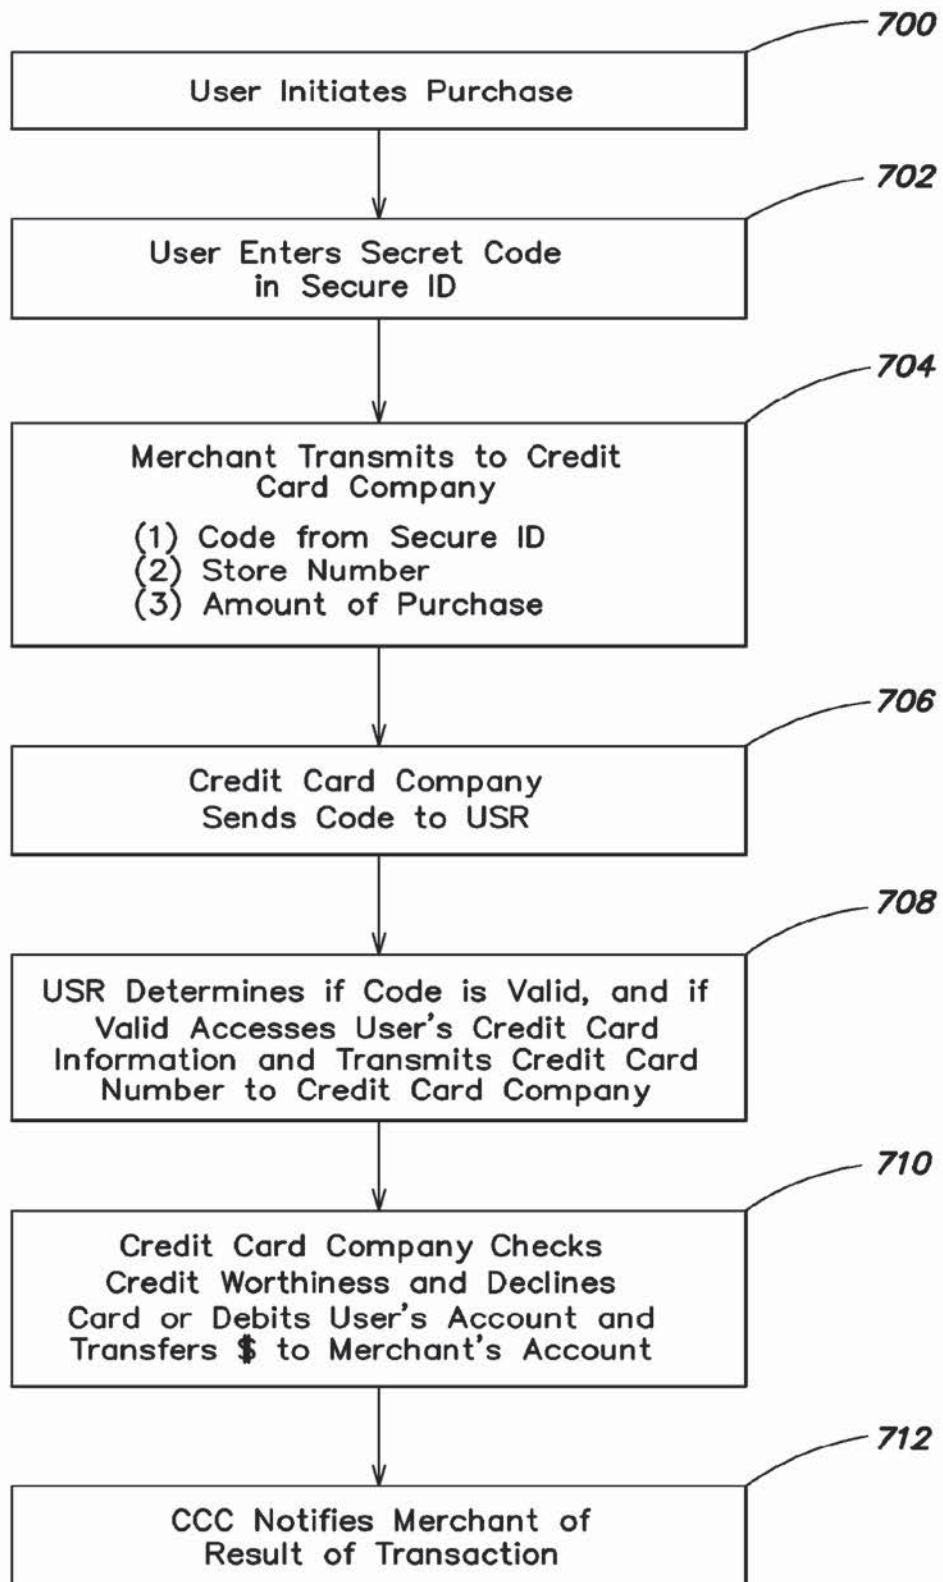 700
User Initiates Purchase
702
User Enters Secret Code
in Secure ID
704
Merchant Transmits to Credit
Card Company
(1) Code from Secure ID
(2) Store Number
(3) Amount of Purchase
706
Credit Card Company
Sends Code to USR
708
USR Determines if Code is Valid, and if
Valid Accesses User's Credit Card
Information and Transmits Credit Card
Number to Credit Card Company
710
Credit Card Company Checks
Credit Worthiness and Declines
Card or Debits User's Account and
Transfers $ to Merchant's Account
712
CCC Notifies Merchant of
Result of Transaction